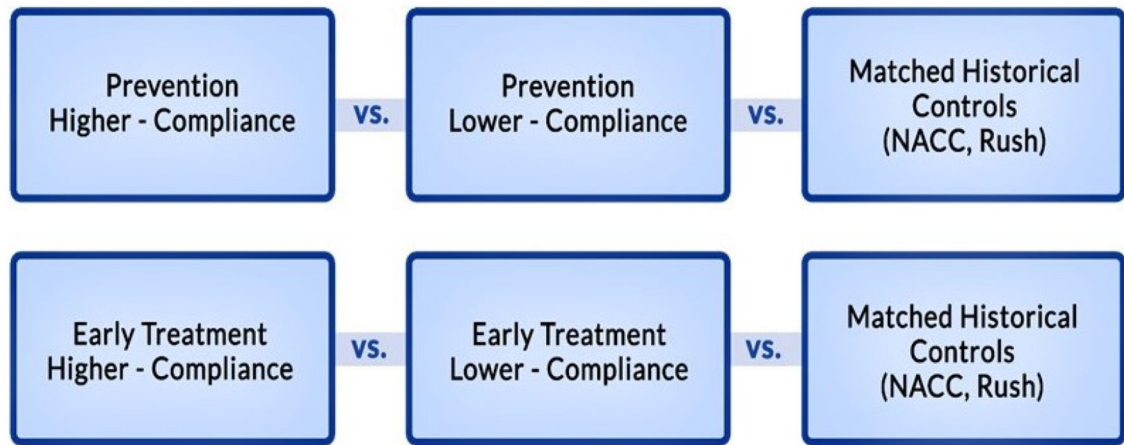 Prevention
Higher - Compliance
vs.
Prevention
Lower - Compliance
vs.
Matched Historical
Controls
(NACC, Rush)
Early Treatment
Higher - Compliance
vs.
Early Treatment
Lower - Compliance
vs.
Matched Historical
Controls
(NACC, Rush)